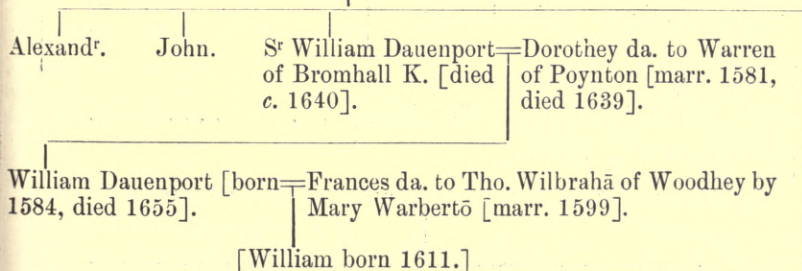 Alexandʳ. John. Sʳ William Dauenport=Dorothey da. to Warren
of Bromhall K. [died of Poynton [marr. 1581,
c. 1640]. died 1639].
William Dauenport [born=Frances da. to Tho. Wilbrahā of Woodhey by
1584, died 1655]. Mary Warbertō [marr. 1599].
[William born 1611.]